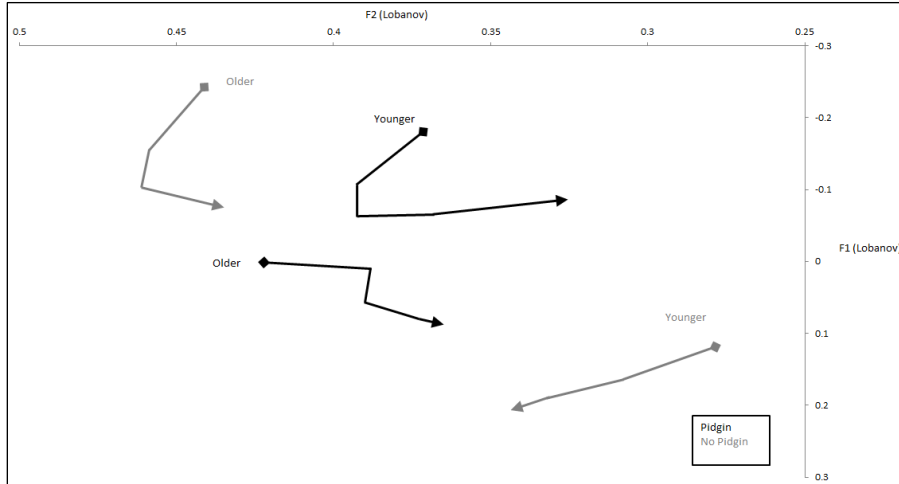 F2 (Lobanov)
0.5 0.45 0.4 0.35 0.3 0.25
-0.3
Older
-0.2
Younger
-0.1
F1 (Lobanov)
Older
0
Younger
0.1
0.2
Pidgin
No Pidgin
0.3